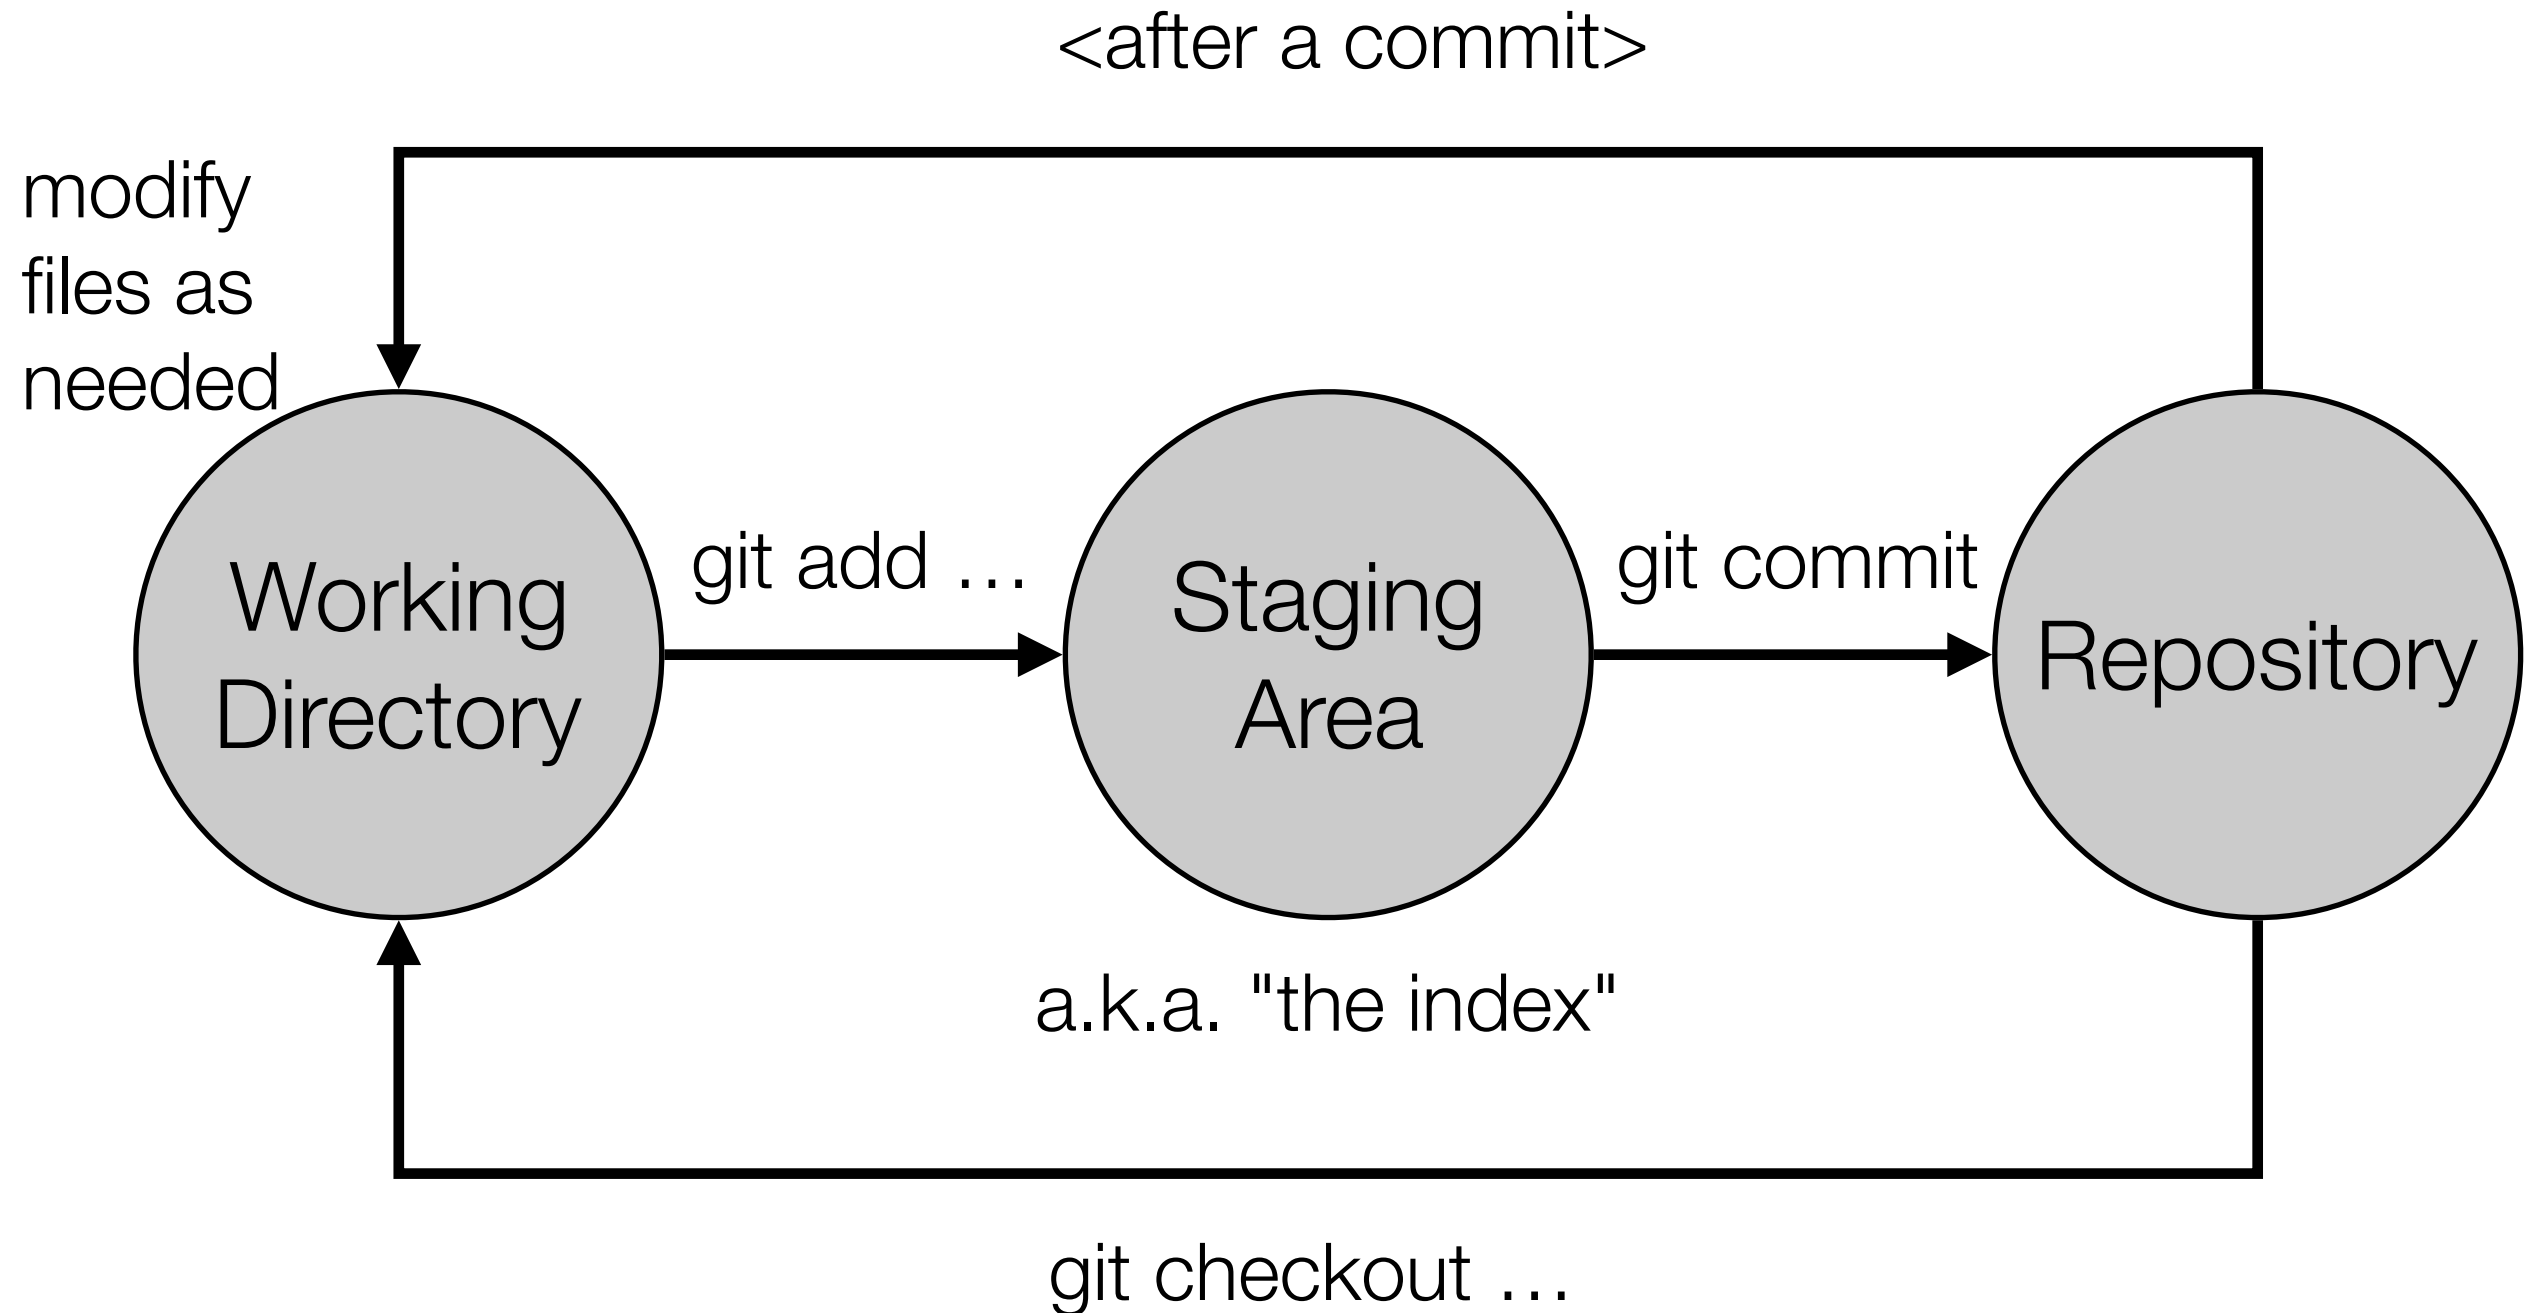 <after a commit>
modify
files as
needed
Working
Directory
git add …
Staging
Area
git commit
Repository
a.k.a. "the index"
git checkout …